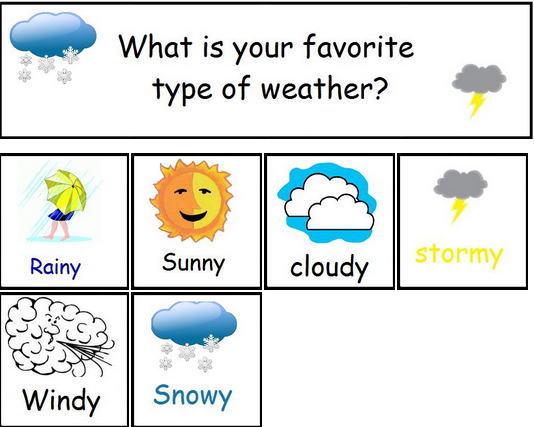 What is your favorite
type of weather?
Rainy
Sunny
cloudy
stormy
Windy
Snowy